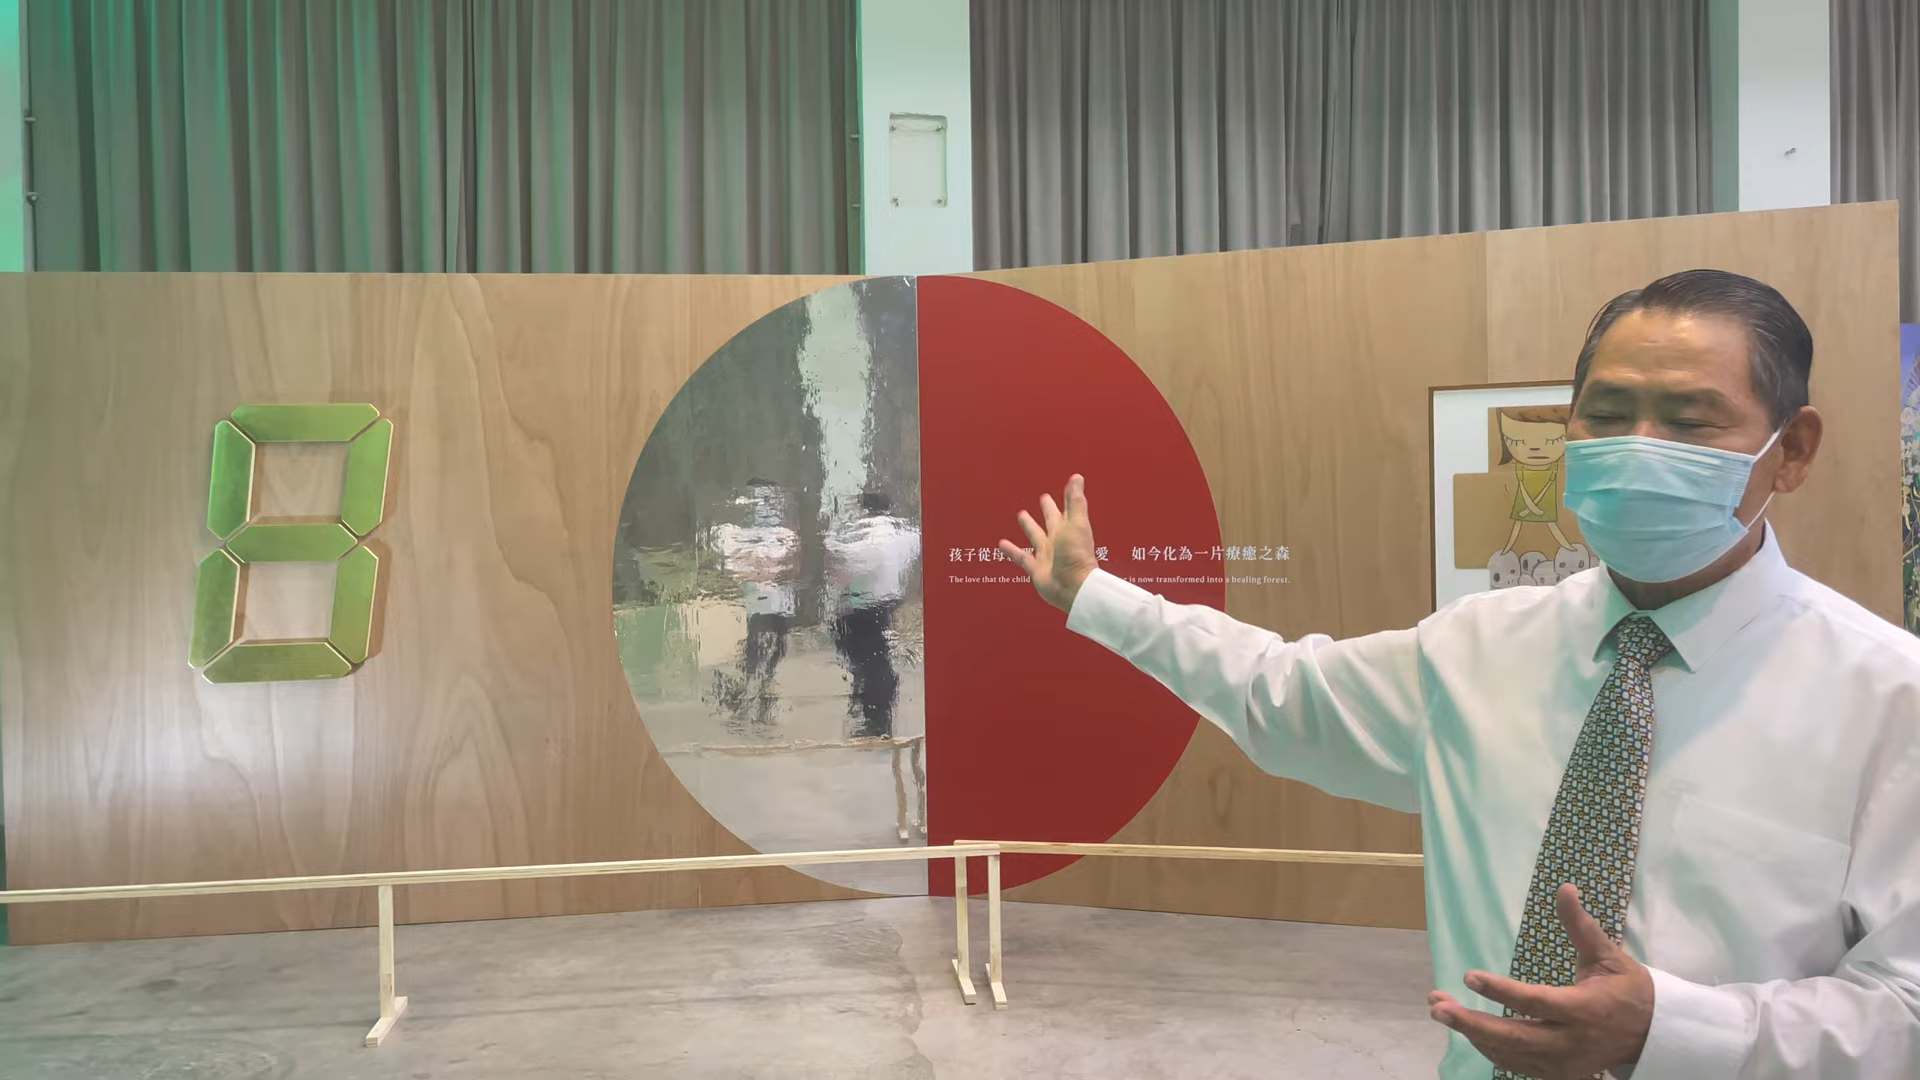 8
孩子從母 愛 如今化為一片療癒之森
The love that the child is now transformed into a healing forest.